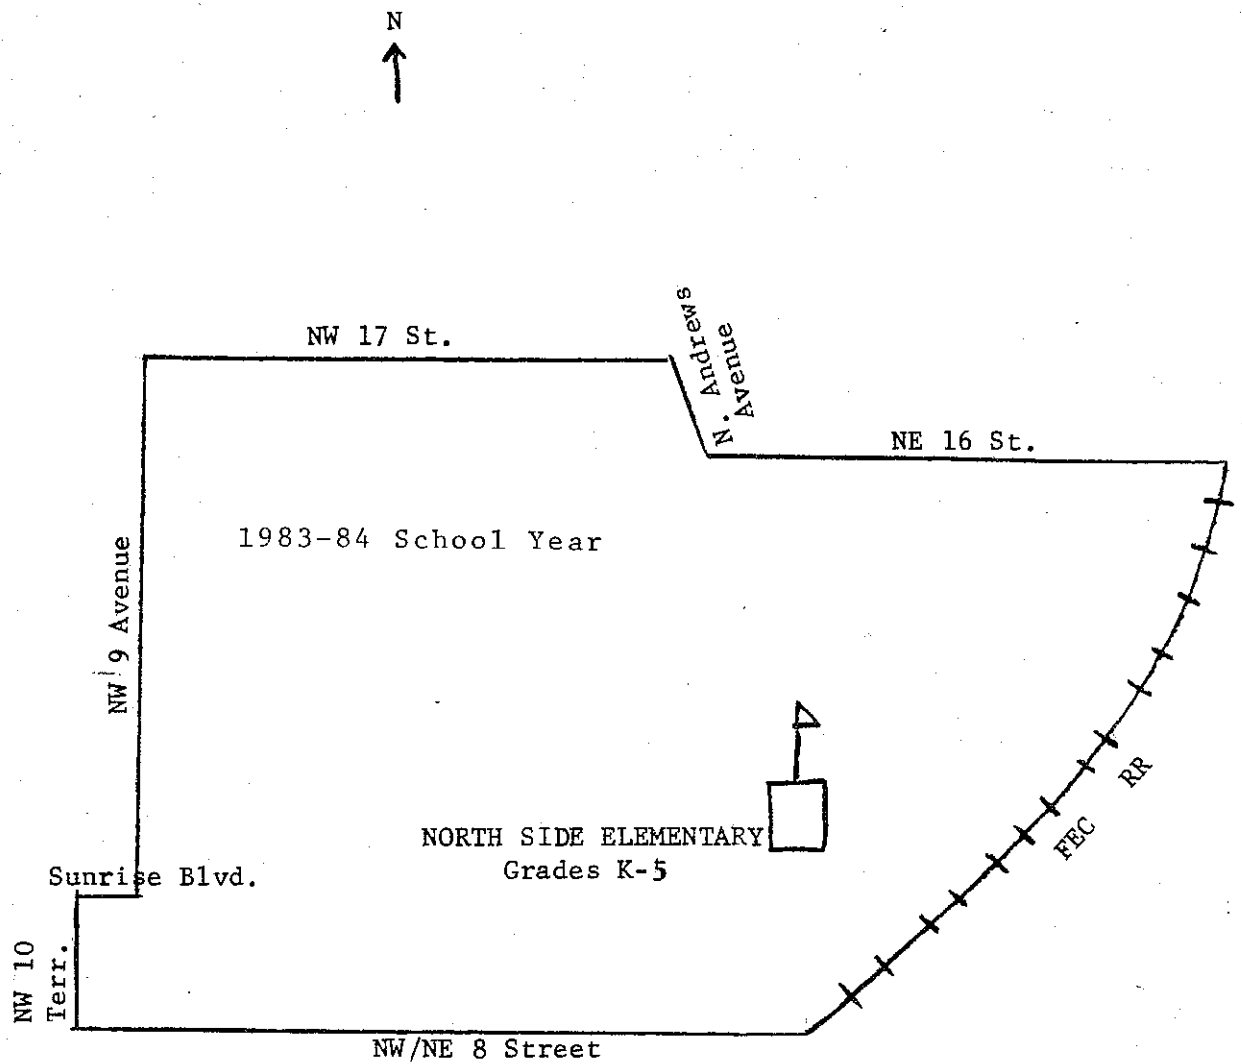 N
NW 17 St.
N. Andrews
Avenue
NE 16 St.
1983-84 School Year
NW 9 Avenue
RR
FEC
NORTH SIDE ELEMENTARY
Grades K-5
Sunrise Blvd.
NW 10
Terr.
NW/NE 8 Street